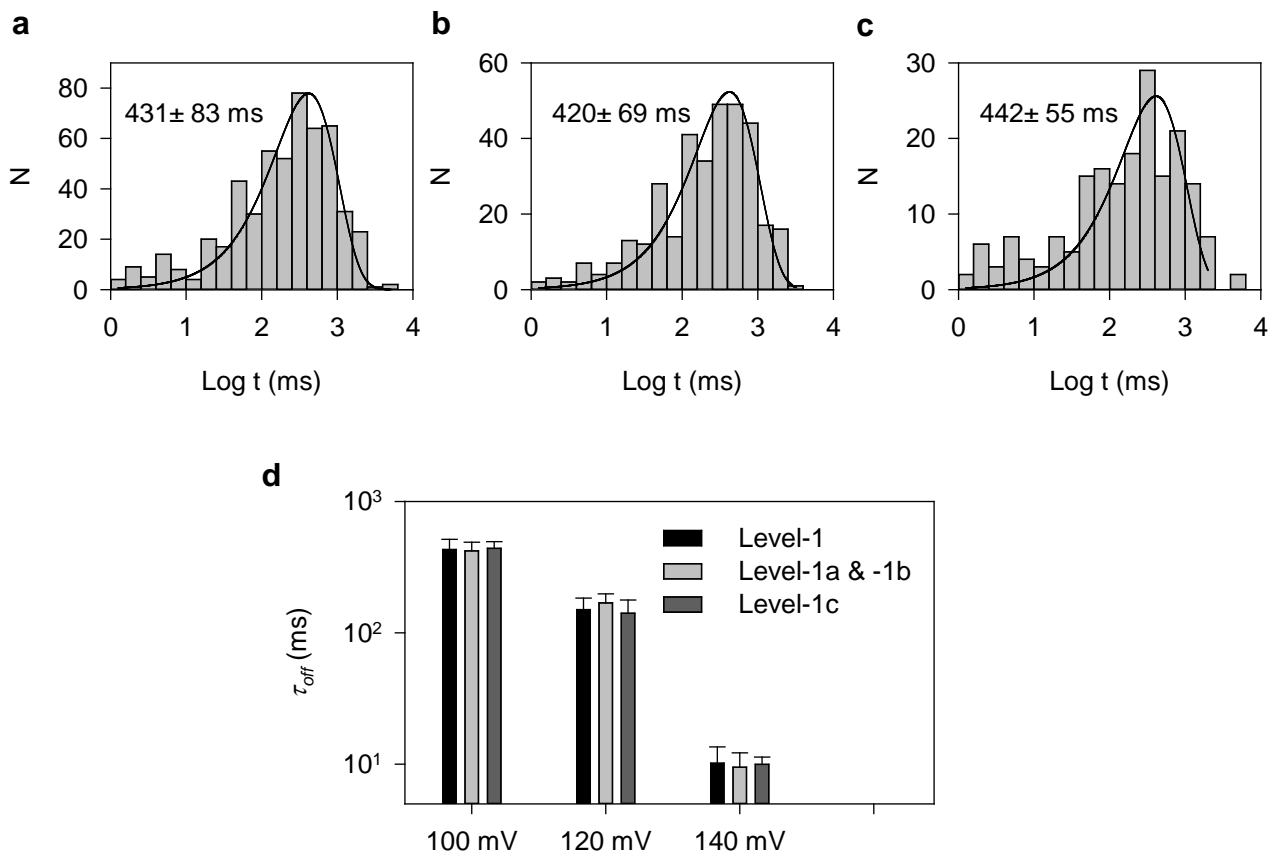 a
431± 83 ms
N
80
60
40
20
0
0 1 2 3 4
Log t (ms)
b
420± 69 ms
N
60
40
20
0
0 1 2 3 4
Log t (ms)
c
442± 55 ms
N
30
20
10
0
0 1 2 3 4
Log t (ms)
d
τoff (ms)
10³
10²
10¹
Level-1
Level-1a & -1b
Level-1c
100 mV 120 mV 140 mV